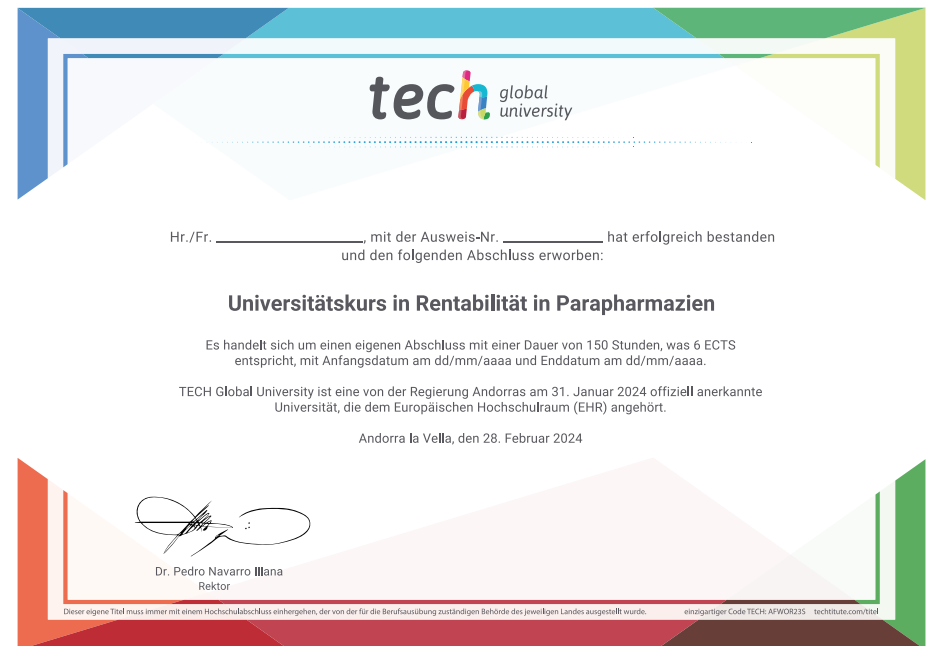 tech global university
Hr./Fr. ____________________, mit der Ausweis-Nr. ______________ hat erfolgreich bestanden
und den folgenden Abschluss erworben:
Universitätskurs in Rentabilität in Parapharmazien
Es handelt sich um einen eigenen Abschluss mit einer Dauer von 150 Stunden, was 6 ECTS
entspricht, mit Anfangsdatum am dd/mm/aaaa und Enddatum am dd/mm/aaaa.
TECH Global University ist eine von der Regierung Andorras am 31. Januar 2024 offiziell anerkannte
Universität, die dem Europäischen Hochschulraum (EHR) angehört.
Andorra la Vella, den 28. Februar 2024
Dr. Pedro Navarro Illana
Rektor
Dieser eigene Titel muss immer mit einem Hochschulabschluss einhergehen, der von der für die Berufsausübung zuständigen Behörde des jeweiligen Landes ausgestellt wurde. einzigartiger Code TECH: AFWOR23S techtitute.com/titel